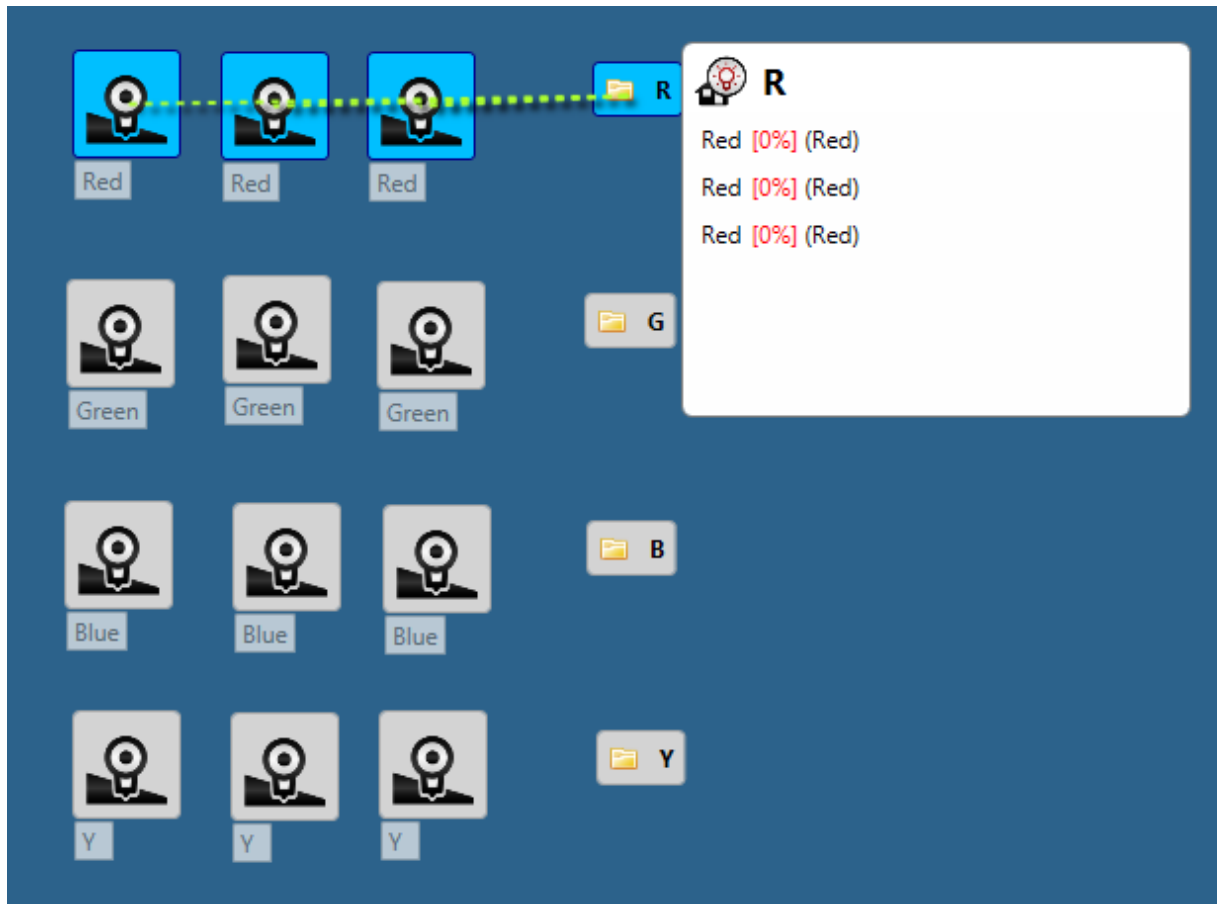 R
R
Red [0%] (Red)
Red [0%] (Red)
Red [0%] (Red)
Red
Red
Red
G
Green
Green
Green
B
Blue
Blue
Blue
Y
Y
Y
Y